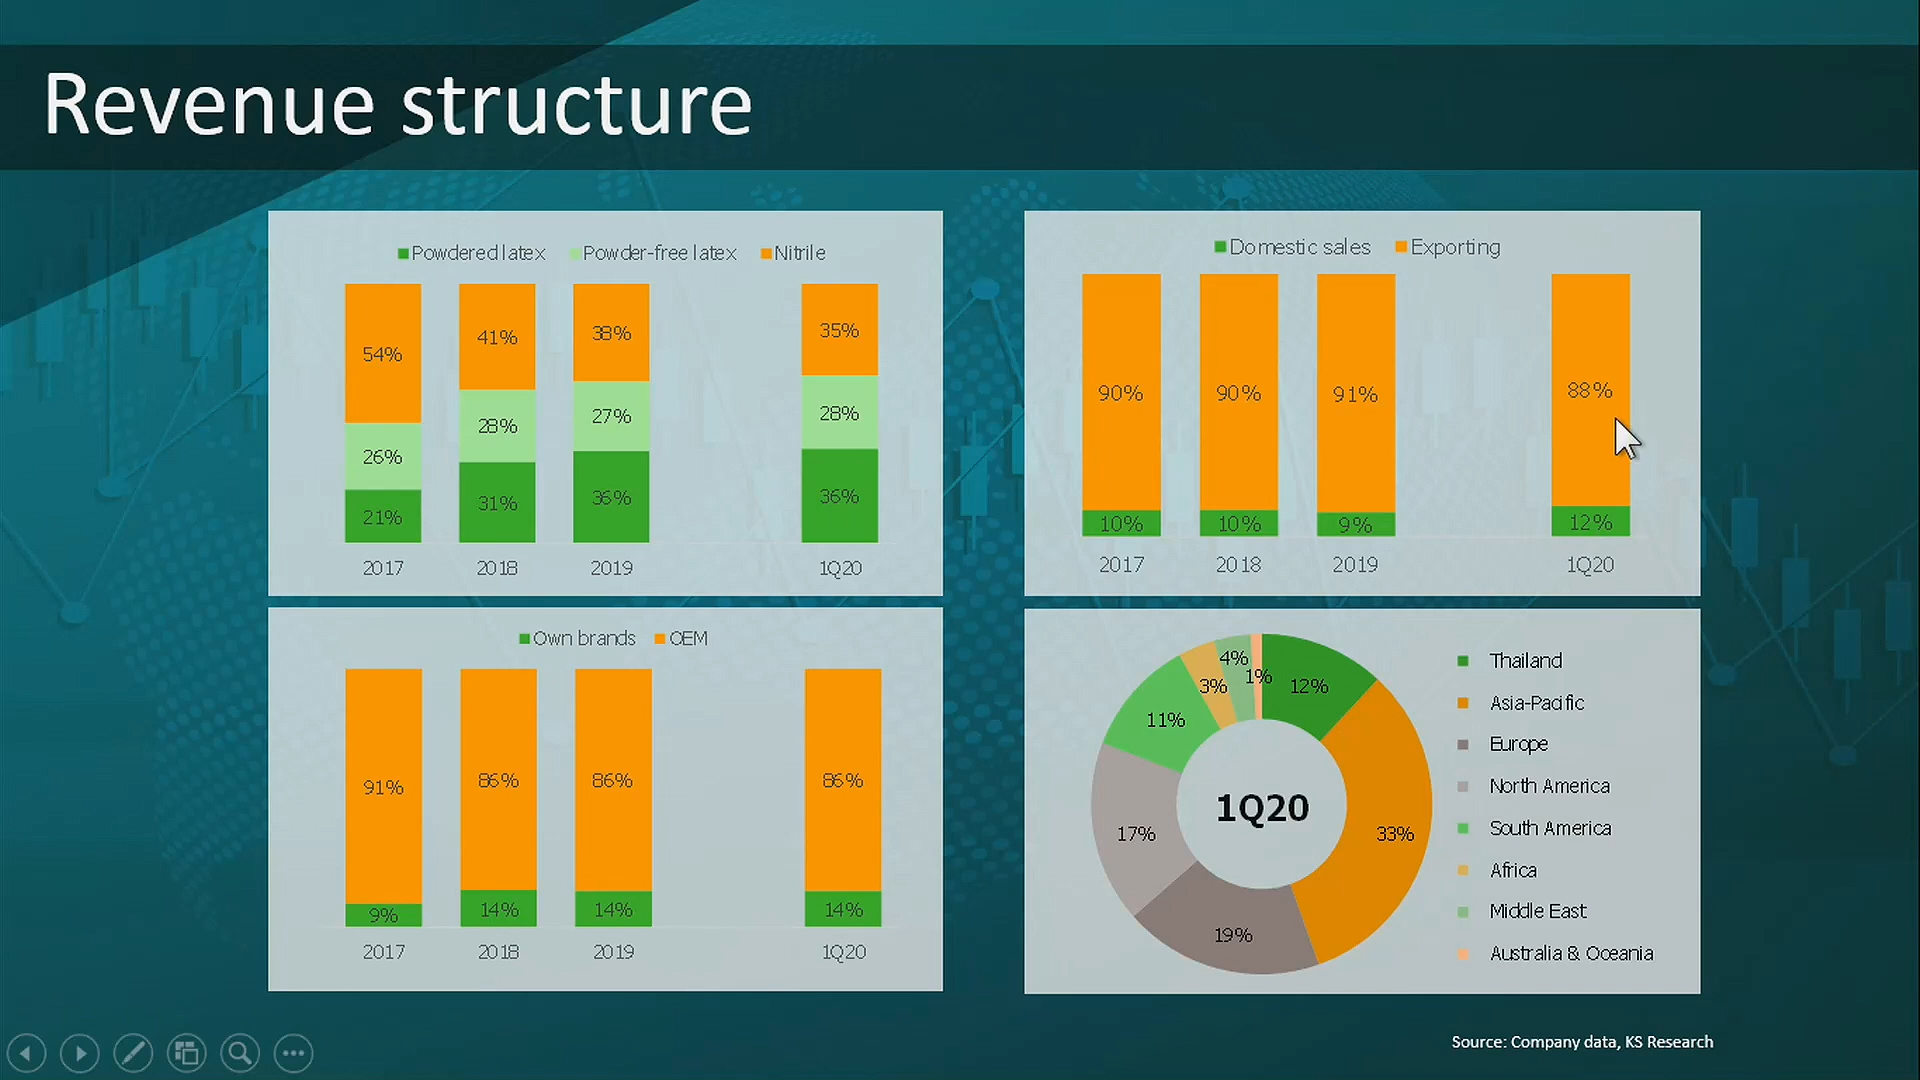 Revenue structure
Powdered latex Powder-free latex Nitrile
54% 41% 38% 35%
26% 28% 27% 28%
21% 31% 36% 36%
2017 2018 2019 1Q20
Domestic sales Exporting
90% 90% 91% 88%
10% 10% 9% 12%
2017 2018 2019 1Q20
Own brands OEM
91% 86% 86% 86%
9% 14% 14% 14%
2017 2018 2019 1Q20
4% 1% 12%
3%
11%
17% 33%
19%
1Q20
Thailand
Asia-Pacific
Europe
North America
South America
Africa
Middle East
Australia & Oceania
Source: Company data, KS Research